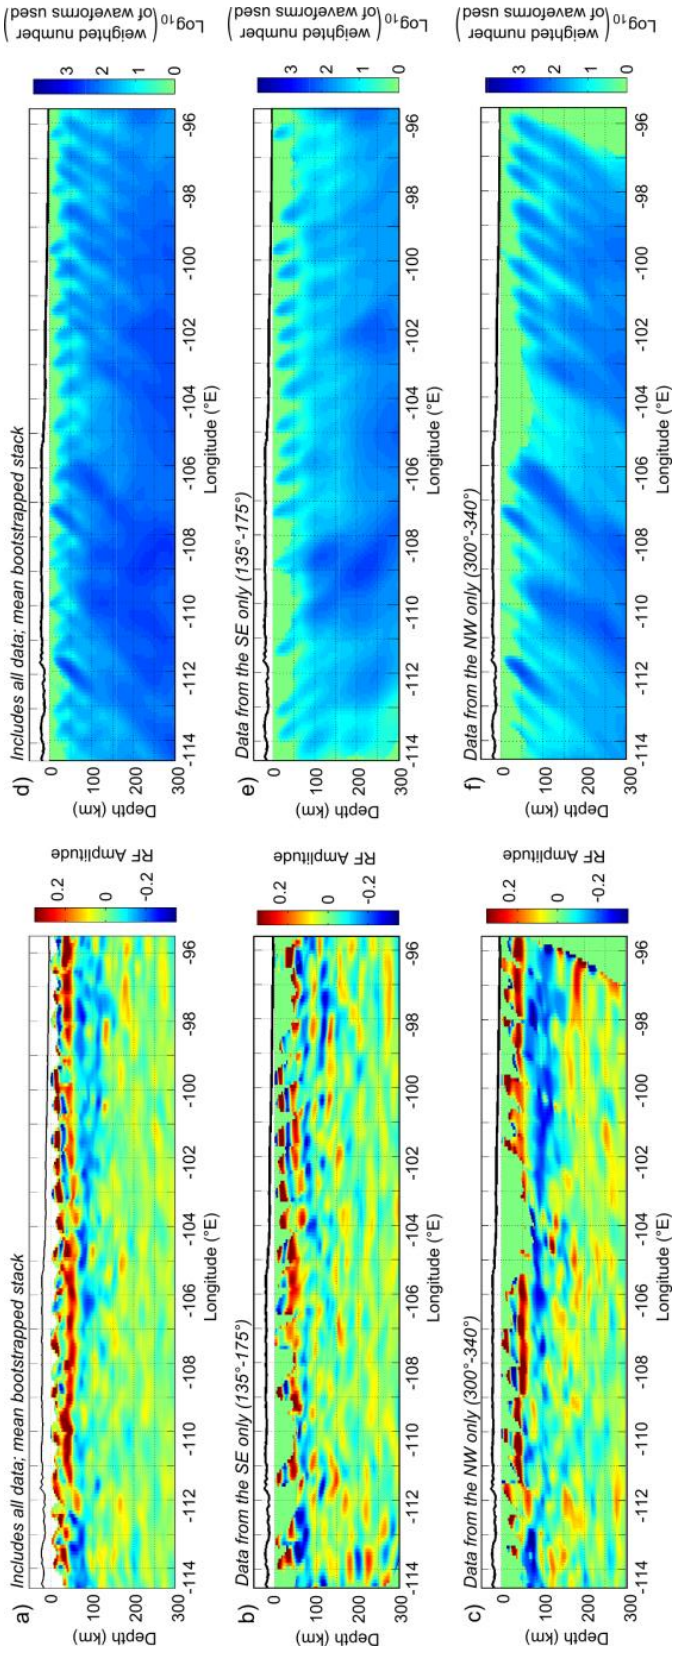 a) Includes all data; mean bootstrapped stack
Depth (km)
0
100
200
300
-114 -112 -110 -108 -106 -104 -102 -100 -98 -96
Longitude (°E)
RF Amplitude
0.2
0
-0.2
d) Includes all data; mean bootstrapped stack
Depth (km)
0
100
200
300
-114 -112 -110 -108 -106 -104 -102 -100 -98 -96
Longitude (°E)
3
2
1
0
Log10(weighted number
of waveforms used)
b) Data from the SE only (135°-175°)
Depth (km)
0
100
200
300
-114 -112 -110 -108 -106 -104 -102 -100 -98 -96
Longitude (°E)
RF Amplitude
0.2
0
-0.2
e) Data from the SE only (135°-175°)
Depth (km)
0
100
200
300
-114 -112 -110 -108 -106 -104 -102 -100 -98 -96
Longitude (°E)
3
2
1
0
Log10(weighted number
of waveforms used)
c) Data from the NW only (300°-340°)
Depth (km)
0
100
200
300
-114 -112 -110 -108 -106 -104 -102 -100 -98 -96
Longitude (°E)
RF Amplitude
0.2
0
-0.2
f) Data from the NW only (300°-340°)
Depth (km)
0
100
200
300
-114 -112 -110 -108 -106 -104 -102 -100 -98 -96
Longitude (°E)
3
2
1
0
Log10(weighted number
of waveforms used)